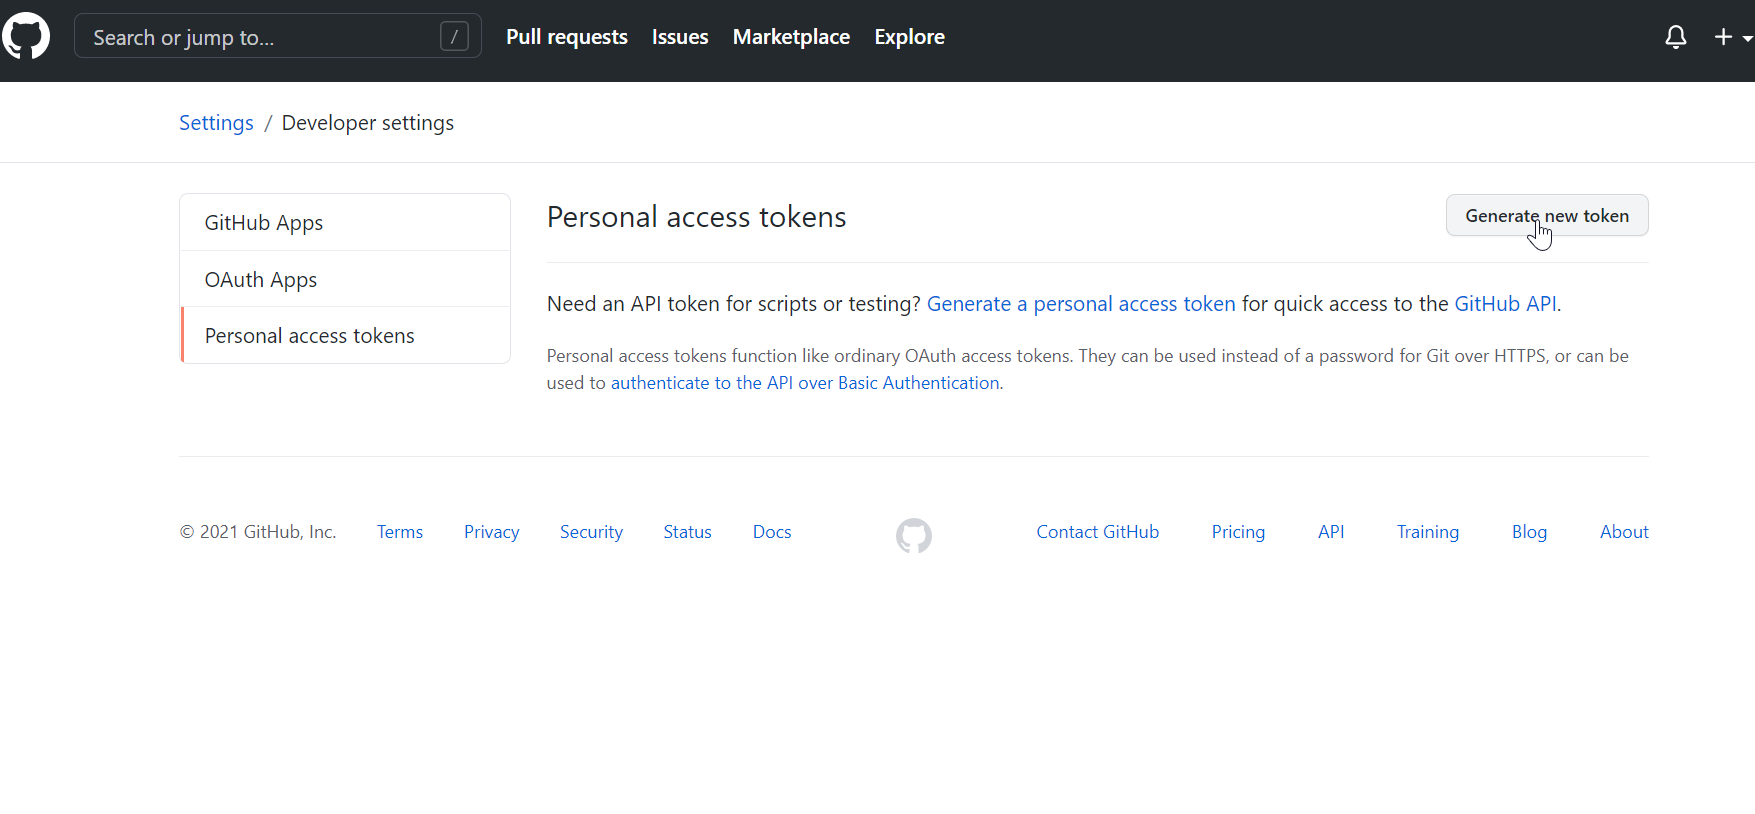 Search or jump to... /
Pull requests Issues Marketplace Explore
Settings / Developer settings
GitHub Apps
OAuth Apps
Personal access tokens
Personal access tokens
Generate new token
Need an API token for scripts or testing? Generate a personal access token for quick access to the GitHub API.
Personal access tokens function like ordinary OAuth access tokens. They can be used instead of a password for Git over HTTPS, or can be
used to authenticate to the API over Basic Authentication.
© 2021 GitHub, Inc. Terms Privacy Security Status Docs Contact GitHub Pricing API Training Blog About